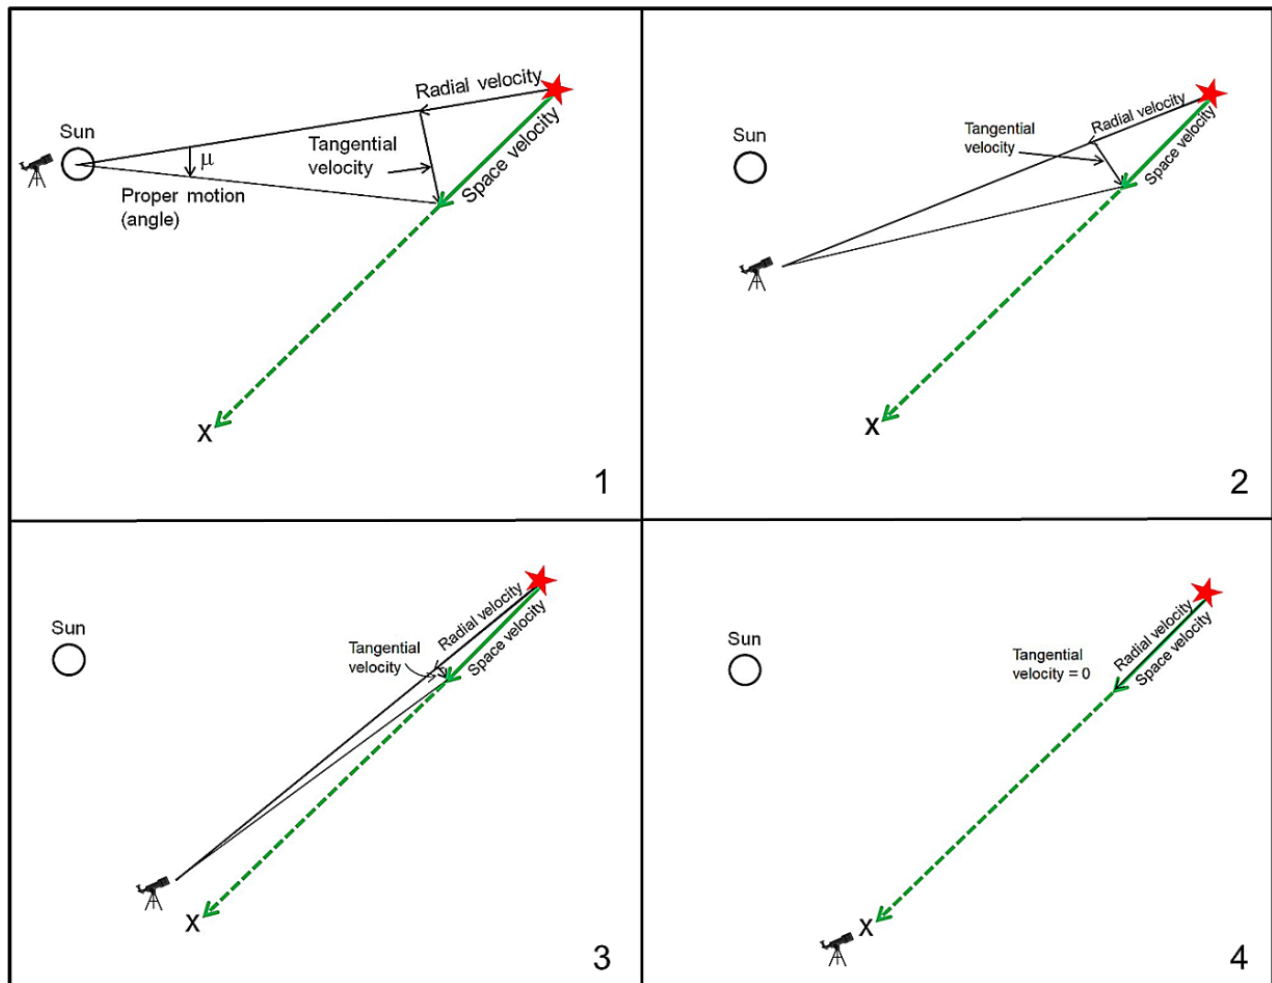 Radial velocity
Sun
Tangential
velocity
Space velocity
μ
Proper motion
(angle)
X
1
Sun
Radial velocity
Tangential
velocity
Space velocity
X
2
Sun
Radial velocity
Tangential
velocity
Space velocity
X
3
Sun
Radial velocity
Space velocity
Tangential
velocity = 0
X
4